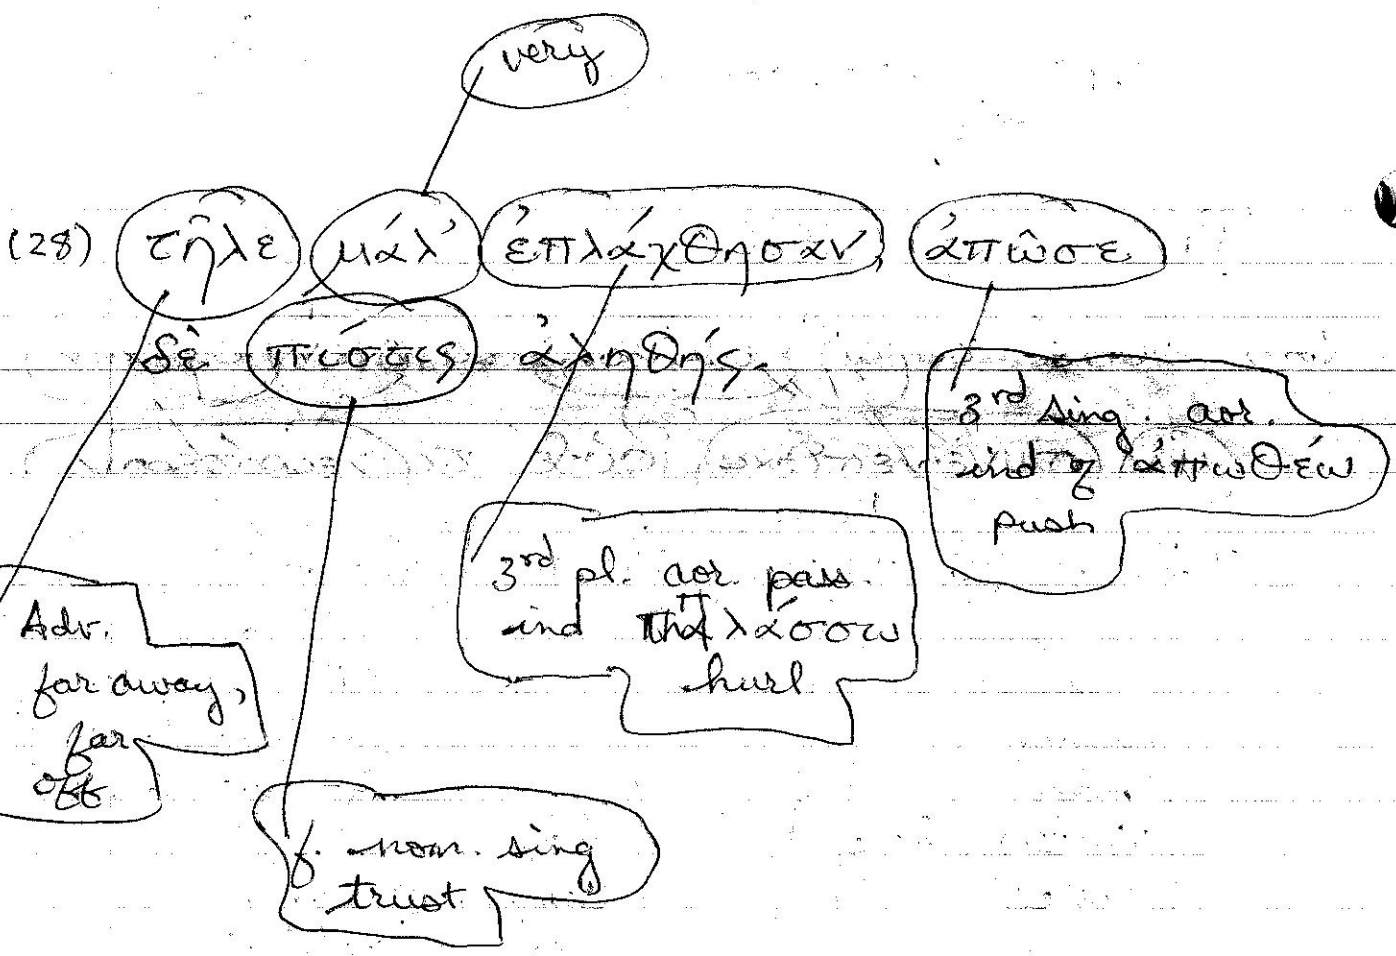 very
(28) τῆλε μάλ' ἐπλάχθησαν, ἀπῶσε
δὲ πίστις ἀληθής.
3rd sing. aor.
ind of ἀπωθέω
push
3rd pl. aor. pass.
ind λάσσω
hurl
Adv.
far away,
far
off
f. nom. sing
trust